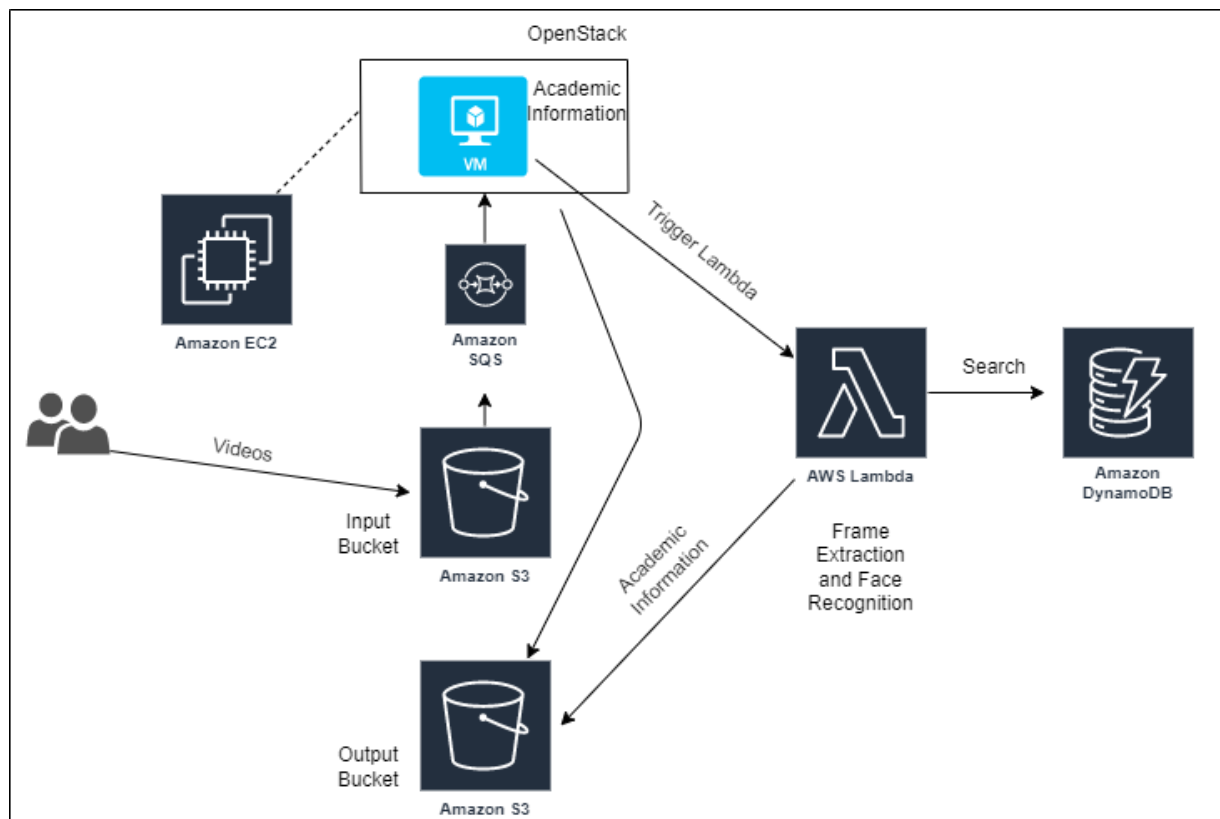 OpenStack
Academic
Information
VM
Trigger Lambda
Amazon EC2
Amazon
SQS
Videos
Search
Input
Bucket
Amazon S3
AWS Lambda
Amazon
DynamoDB
Frame
Extraction
and Face
Recognition
Academic
Information
Output
Bucket
Amazon S3